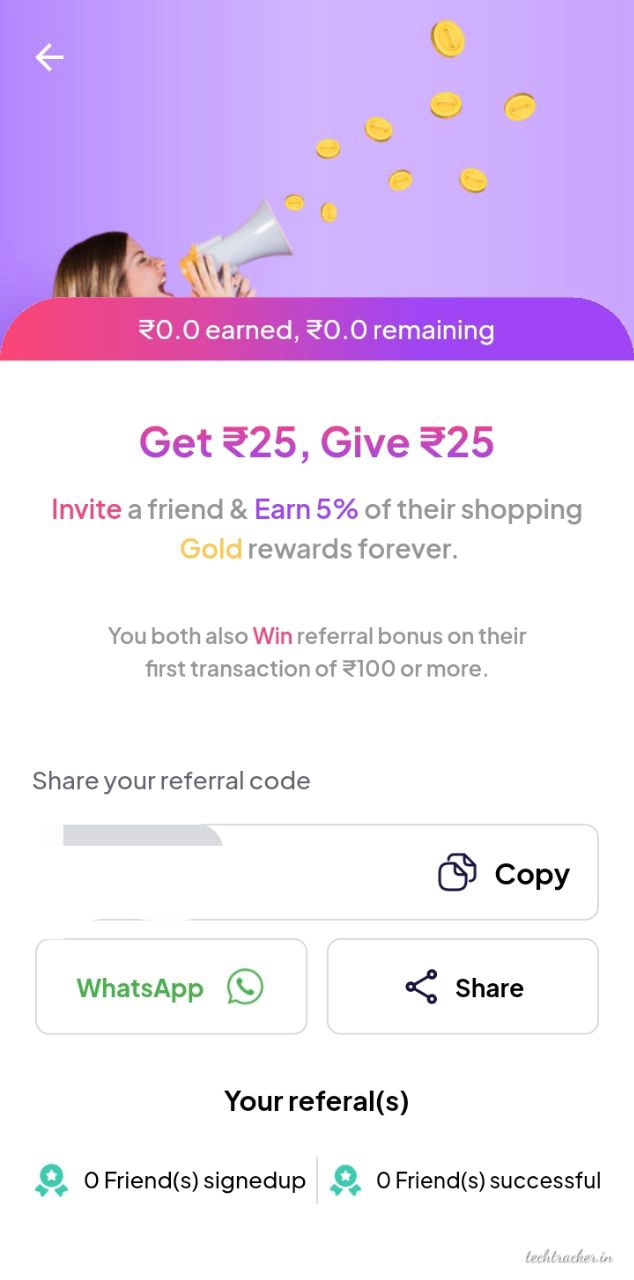 ₹0.0 earned, ₹0.0 remaining
Get ₹25, Give ₹25
Invite a friend & Earn 5% of their shopping
Gold rewards forever.
You both also Win referral bonus on their
first transaction of ₹100 or more.
Share your referral code
Copy
WhatsApp
Share
Your referal(s)
0 Friend(s) signedup
0 Friend(s) successful
techtracker.in